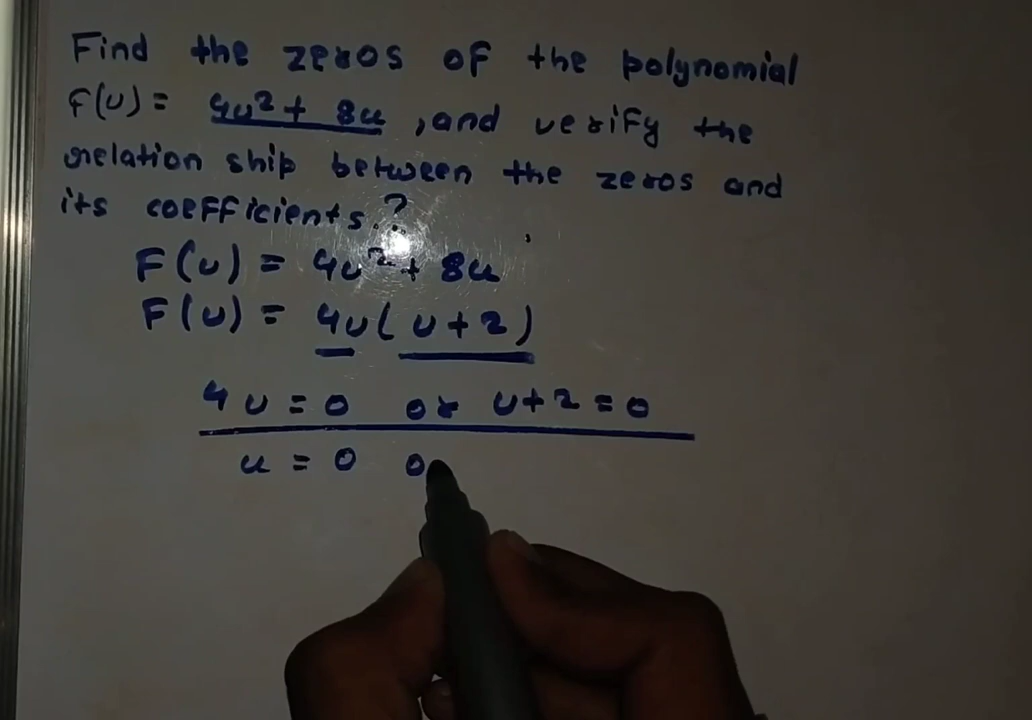 Find the zeros of the polynomial
F(u) = 4u² + 8u , and verify the
relation ship between the zeros and
its coefficients.?
F(u) = 4u² + 8u
F(u) = 4u( u + 2 )
4u = 0 or u + 2 = 0
u = 0 o